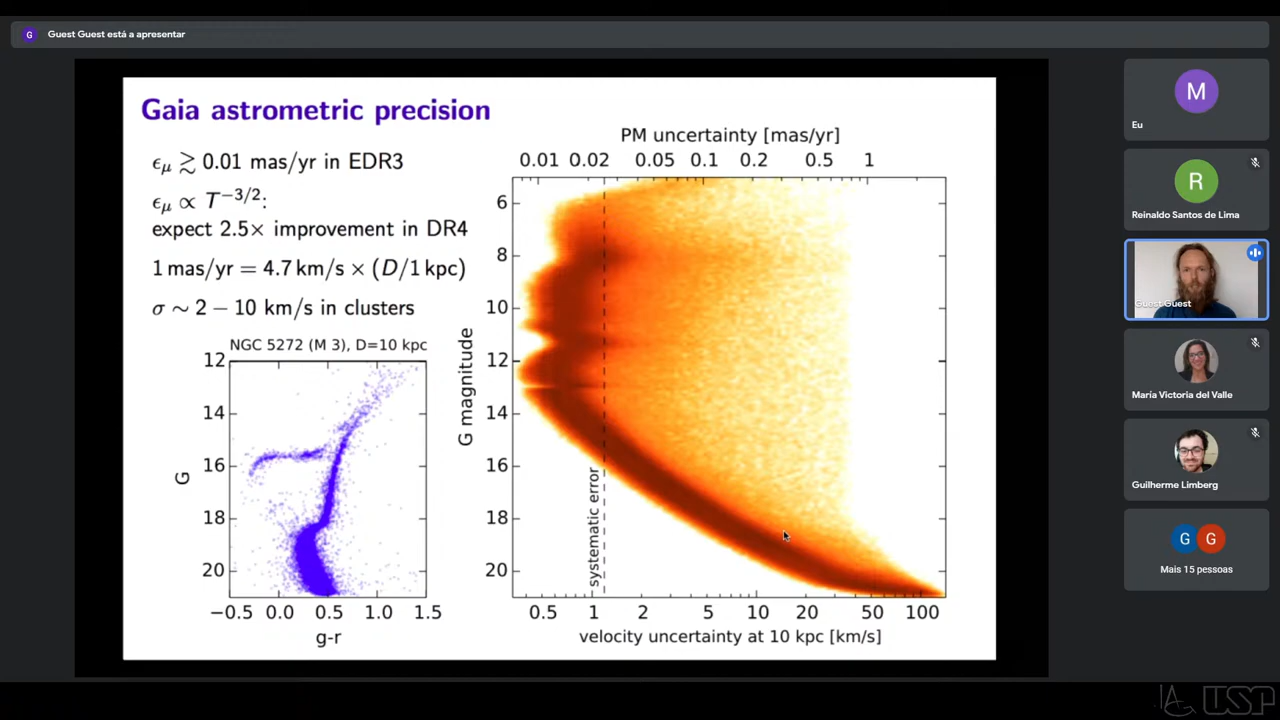 G
Guest Guest está a apresentar
Gaia astrometric precision
ϵμ ≳ 0.01 mas/yr in EDR3
ϵμ ∝ T−3/2:
expect 2.5× improvement in DR4
1 mas/yr = 4.7 km/s × (D/1 kpc)
σ ∼ 2 − 10 km/s in clusters
NGC 5272 (M 3), D=10 kpc
12
14
16
18
20
G
−0.5 0.0 0.5 1.0 1.5
g-r
PM uncertainty [mas/yr]
0.01 0.02 0.05 0.1 0.2 0.5 1
6
8
10
12
14
16
18
20
G magnitude
systematic error
0.5 1 2 5 10 20 50 100
velocity uncertainty at 10 kpc [km/s]
M
Eu
R
Reinaldo Santos de Lima
Guest Guest
María Victoria del Valle
Guilherme Limberg
G G
Mais 15 pessoas
USP